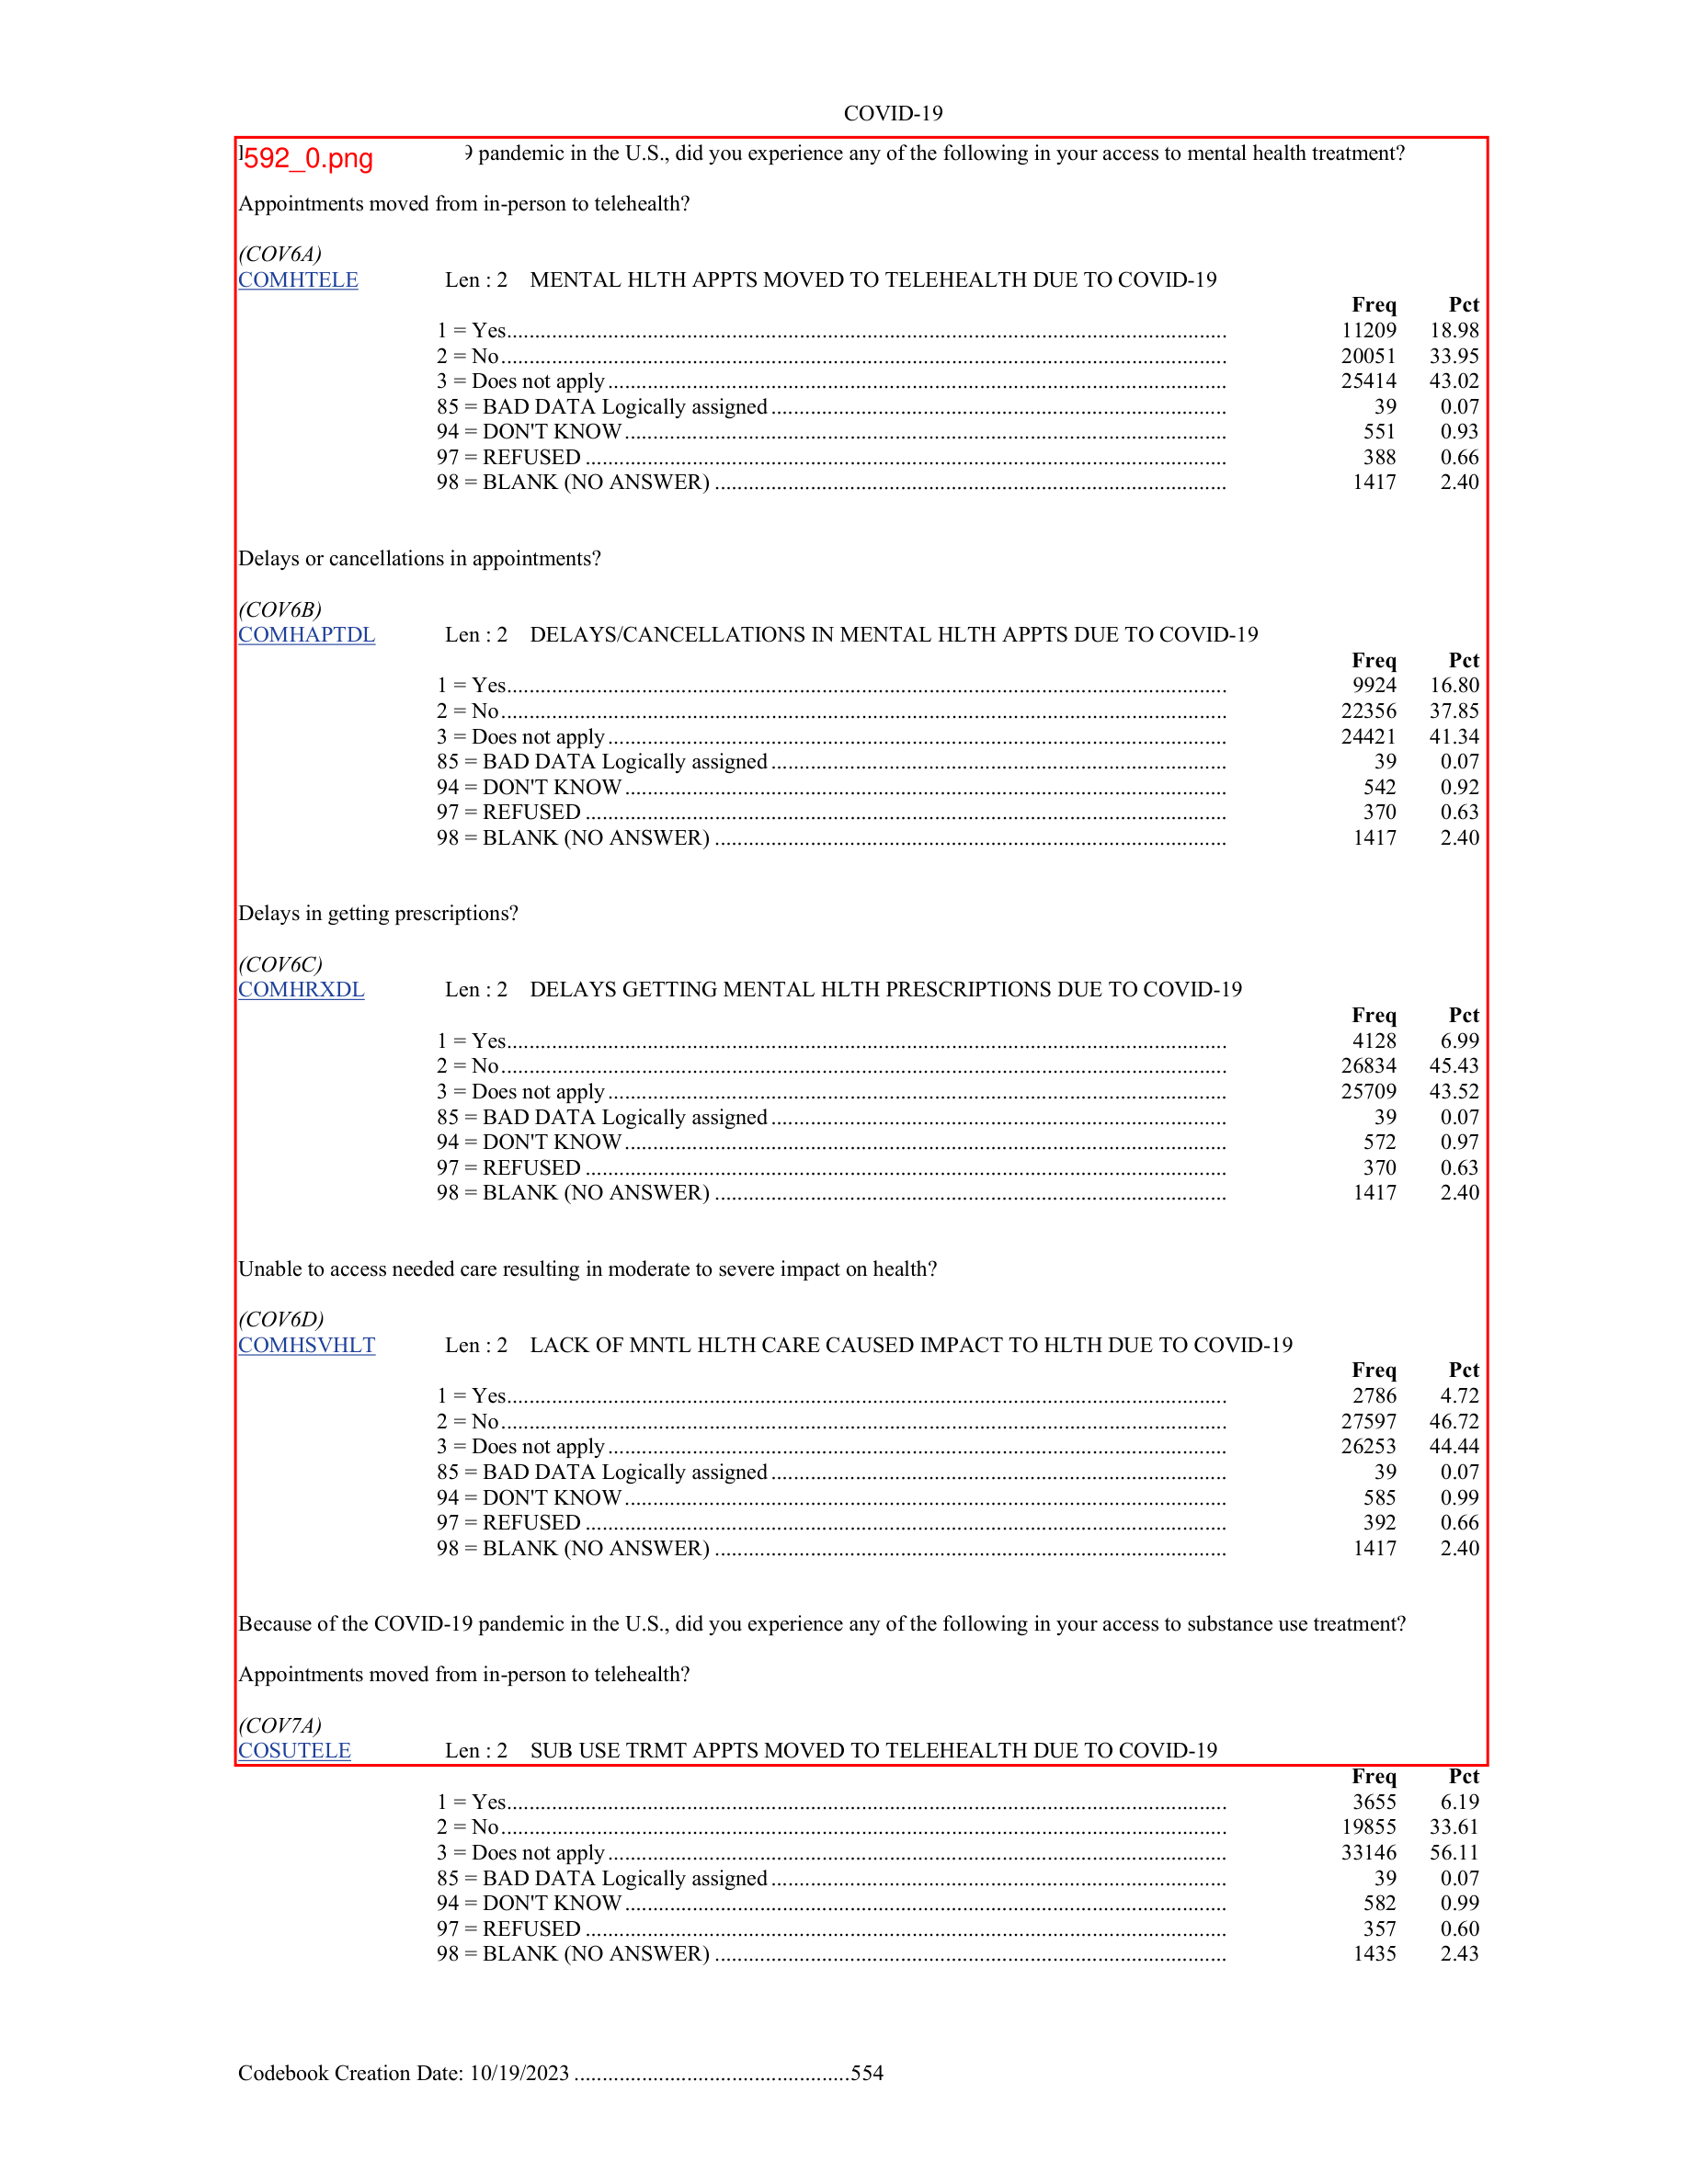 COVID-19
592_0.png pandemic in the U.S., did you experience any of the following in your access to mental health treatment?
Appointments moved from in-person to telehealth?
(COV6A)
COMHTELE Len : 2 MENTAL HLTH APPTS MOVED TO TELEHEALTH DUE TO COVID-19
Freq Pct
1 = Yes 11209 18.98
2 = No 20051 33.95
3 = Does not apply 25414 43.02
85 = BAD DATA Logically assigned 39 0.07
94 = DON'T KNOW 551 0.93
97 = REFUSED 388 0.66
98 = BLANK (NO ANSWER) 1417 2.40
Delays or cancellations in appointments?
(COV6B)
COMHAPTDL Len : 2 DELAYS/CANCELLATIONS IN MENTAL HLTH APPTS DUE TO COVID-19
Freq Pct
1 = Yes 9924 16.80
2 = No 22356 37.85
3 = Does not apply 24421 41.34
85 = BAD DATA Logically assigned 39 0.07
94 = DON'T KNOW 542 0.92
97 = REFUSED 370 0.63
98 = BLANK (NO ANSWER) 1417 2.40
Delays in getting prescriptions?
(COV6C)
COMHRXDL Len : 2 DELAYS GETTING MENTAL HLTH PRESCRIPTIONS DUE TO COVID-19
Freq Pct
1 = Yes 4128 6.99
2 = No 26834 45.43
3 = Does not apply 25709 43.52
85 = BAD DATA Logically assigned 39 0.07
94 = DON'T KNOW 572 0.97
97 = REFUSED 370 0.63
98 = BLANK (NO ANSWER) 1417 2.40
Unable to access needed care resulting in moderate to severe impact on health?
(COV6D)
COMHSVHLT Len : 2 LACK OF MNTL HLTH CARE CAUSED IMPACT TO HLTH DUE TO COVID-19
Freq Pct
1 = Yes 2786 4.72
2 = No 27597 46.72
3 = Does not apply 26253 44.44
85 = BAD DATA Logically assigned 39 0.07
94 = DON'T KNOW 585 0.99
97 = REFUSED 392 0.66
98 = BLANK (NO ANSWER) 1417 2.40
Because of the COVID-19 pandemic in the U.S., did you experience any of the following in your access to substance use treatment?
Appointments moved from in-person to telehealth?
(COV7A)
COSUTELE Len : 2 SUB USE TRMT APPTS MOVED TO TELEHEALTH DUE TO COVID-19
Freq Pct
1 = Yes 3655 6.19
2 = No 19855 33.61
3 = Does not apply 33146 56.11
85 = BAD DATA Logically assigned 39 0.07
94 = DON'T KNOW 582 0.99
97 = REFUSED 357 0.60
98 = BLANK (NO ANSWER) 1435 2.43
Codebook Creation Date: 10/19/2023 554